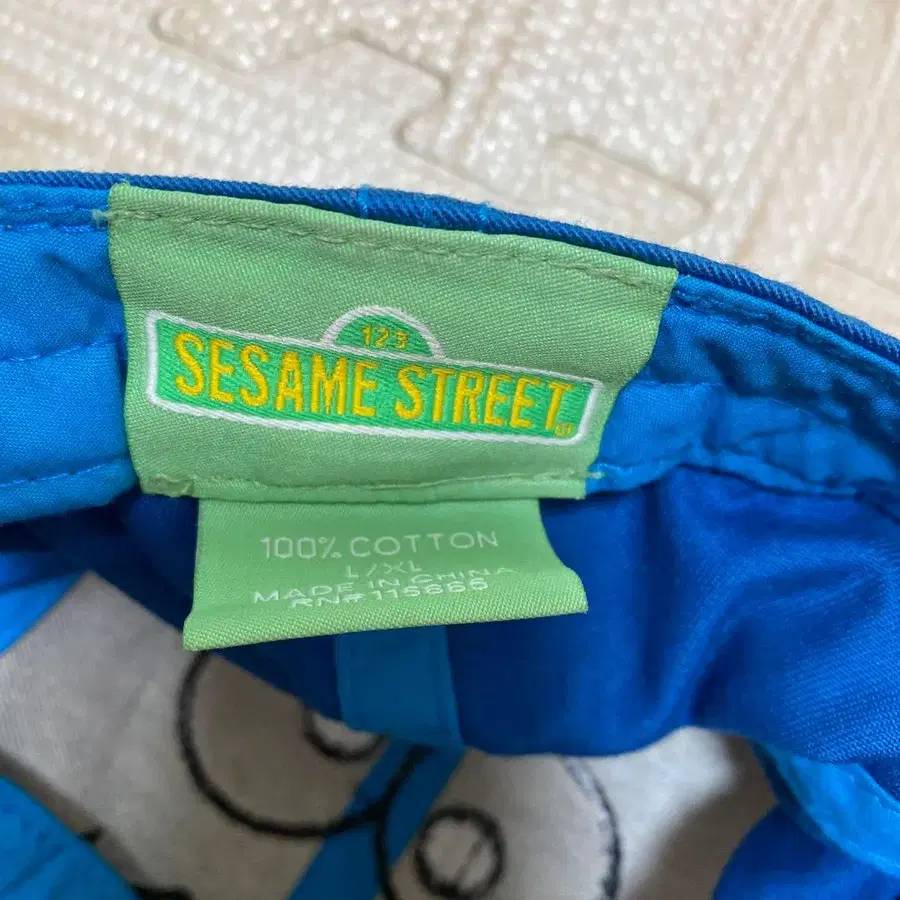 123
SESAME STREET
100% COTTON
L/XL
MADE IN CHINA
RN#115666